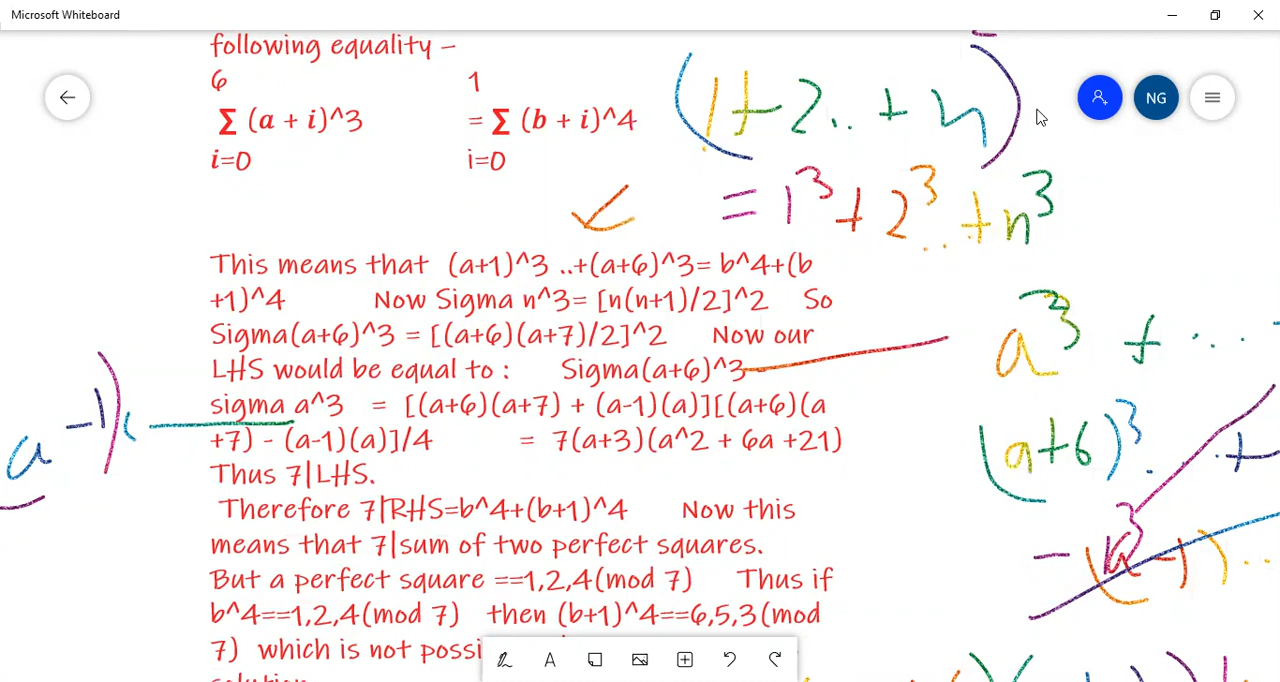 Microsoft Whiteboard
NG
following equality –
6 1
Σ (a + i)^3 = Σ (b + i)^4
i=0 i=0
(1+2.. + n)
= 1^3 + 2^3 .. + n^3
This means that (a+1)^3 ..+(a+6)^3= b^4+(b
+1)^4 Now Sigma n^3= [n(n+1)/2]^2 So
Sigma(a+6)^3 = [(a+6)(a+7)/2]^2 Now our
LHS would be equal to : Sigma(a+6)^3-
sigma a^3 = [(a+6)(a+7) + (a-1)(a)][(a+6)(a
+7) - (a-1)(a)]/4 = 7(a+3)(a^2 + 6a +21)
Thus 7|LHS.
Therefore 7|RHS=b^4+(b+1)^4 Now this
means that 7|sum of two perfect squares.
But a perfect square ==1,2,4(mod 7) Thus if
b^4==1,2,4(mod 7) then (b+1)^4==6,5,3(mod
7) which is not
a^3 + ...
(a+6)^3
a -1)